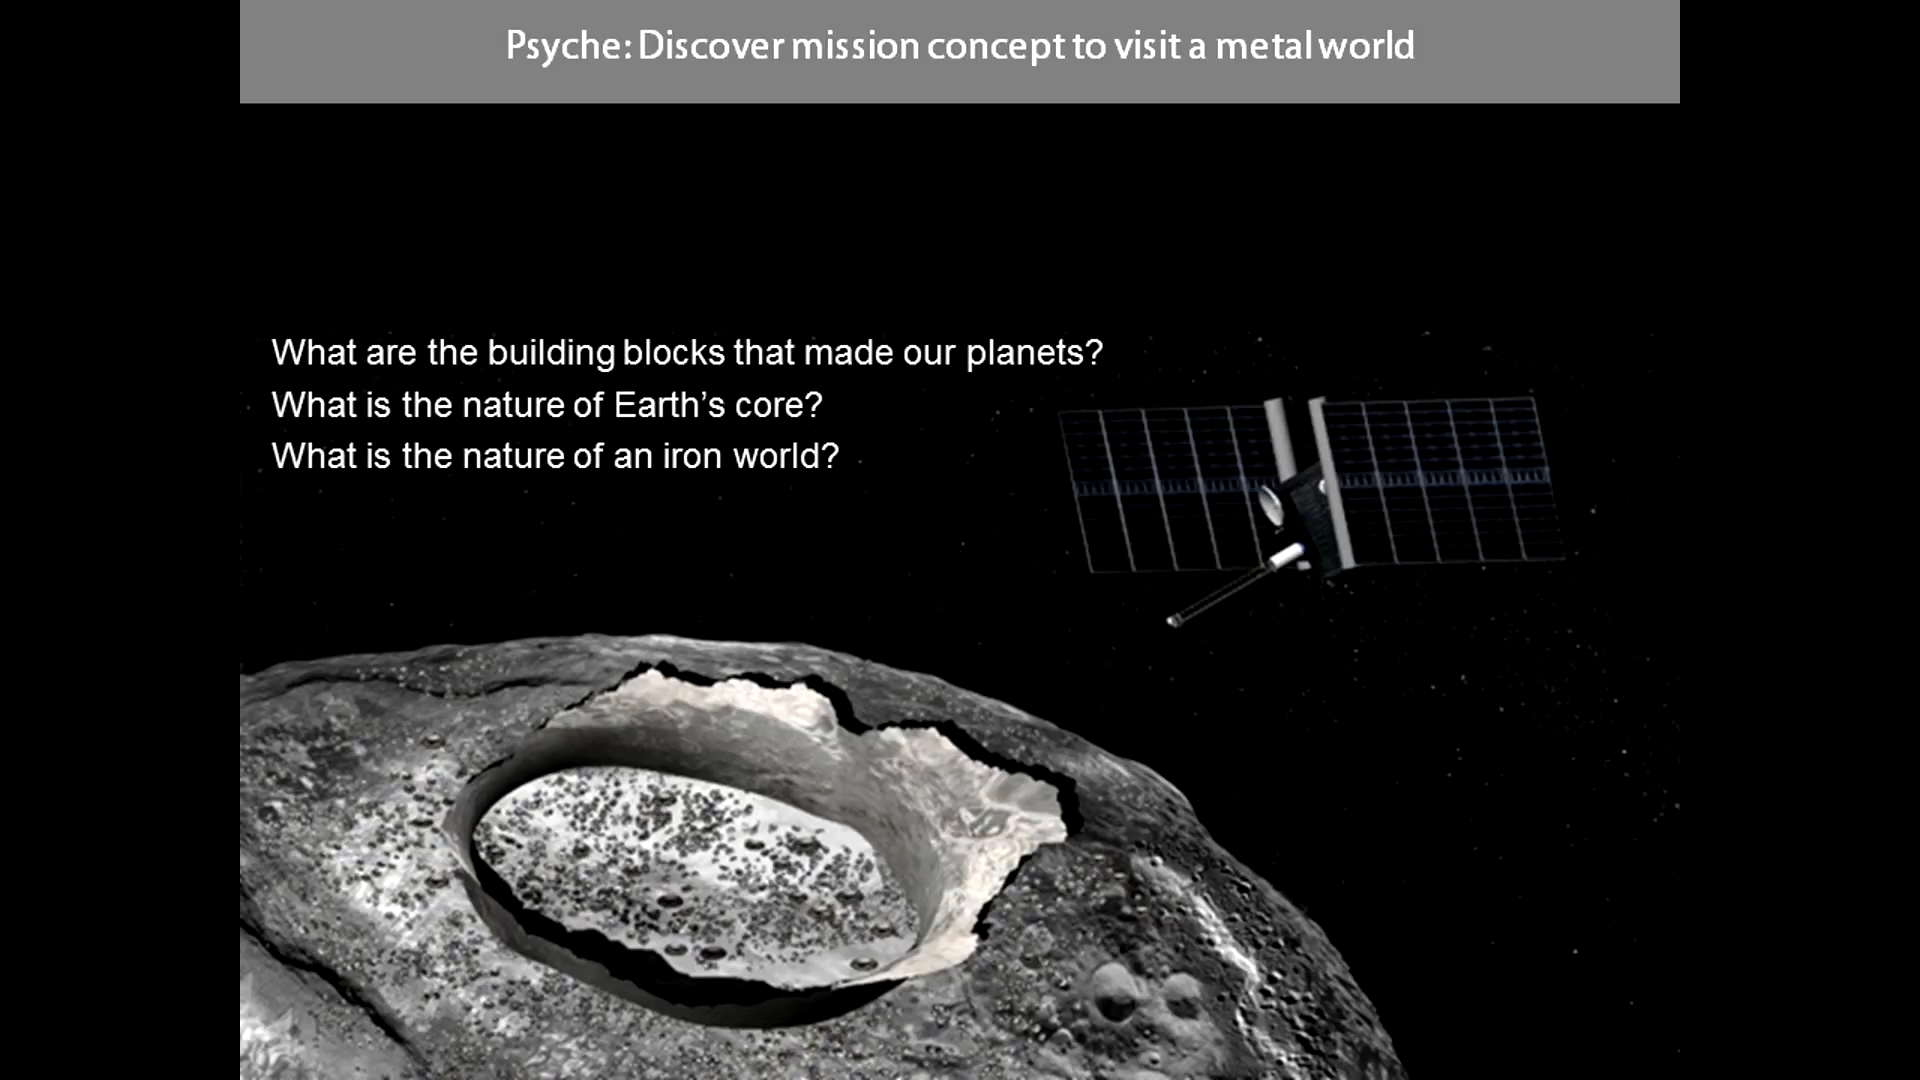 Psyche: Discover mission concept to visit a metal world
What are the building blocks that made our planets?
What is the nature of Earth’s core?
What is the nature of an iron world?